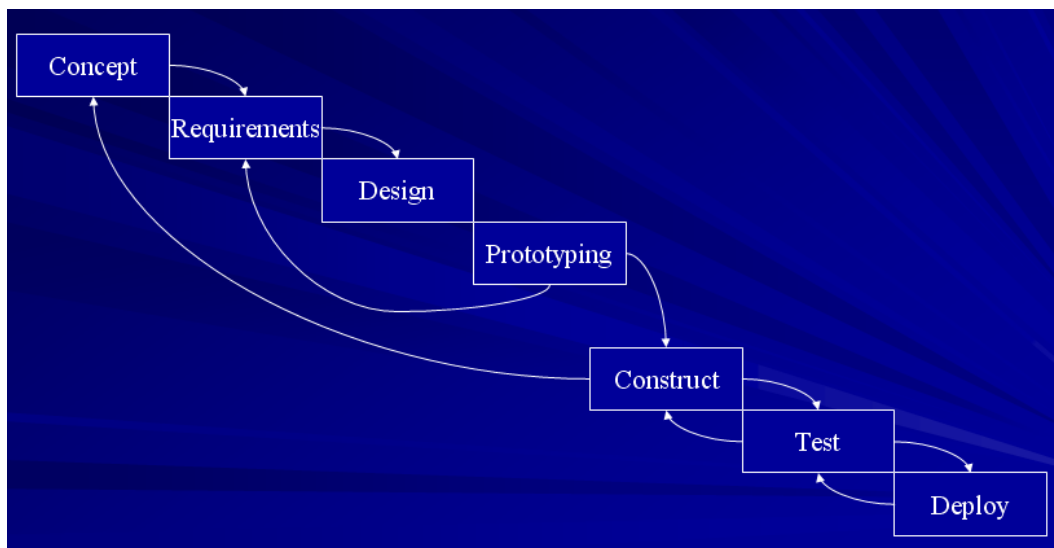 Concept
Requirements
Design
Prototyping
Construct
Test
Deploy